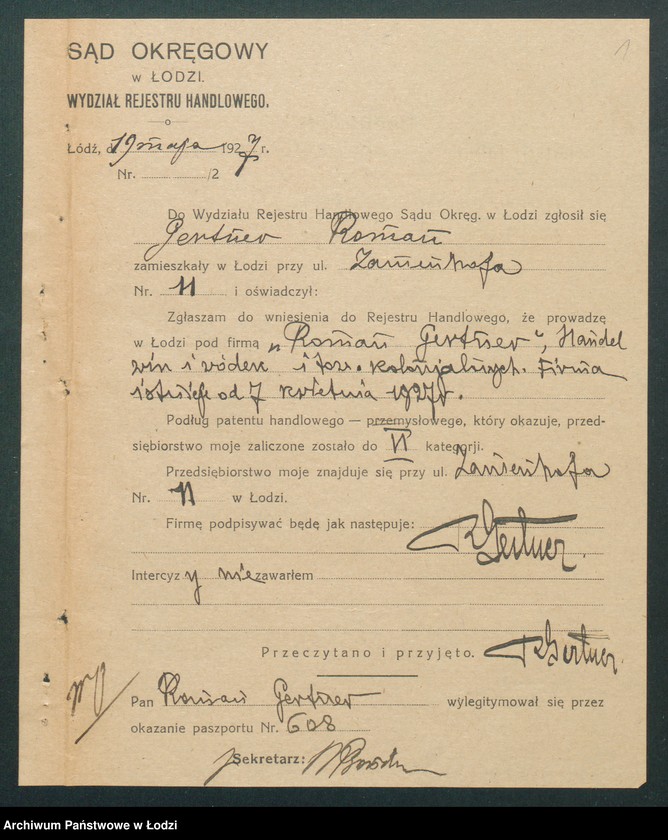 1
SĄD OKRĘGOWY
w ŁODZI.
WYDZIAŁ REJESTRU HANDLOWEGO.
Łódź, d. 19 maja 1927 r.
Nr. /27
Do Wydziału Rejestru Handlowego Sądu Okręg. w Łodzi zgłosił się
Gertner Roman
zamieszkały w Łodzi przy ul. Zamenhofa
Nr. 11 i oświadczył:
Zgłaszam do wniesienia do Rejestru Handlowego, że prowadzę
w Łodzi pod firmą „Roman Gertner", Handel
win i wódek i tow. kolonjalnych. Firma
istnieje od 7 kwietnia 1927 r.
Podług patentu handlowego — przemysłowego, który okazuje, przed-
siębiorstwo moje zaliczone zostało do kategorji.
Przedsiębiorstwo moje znajduje się przy ul. Zamenhofa
Nr. 11 w Łodzi.
Firmę podpisywać będę jak następuje: R Gertner.
Intercyzy nie zawarłem
Przeczytano i przyjęto. R Gertner.
Pan Roman Gertner wylegitymował się przez
okazanie paszportu Nr. 608
Sekretarz:
Archiwum Państwowe w Łodzi